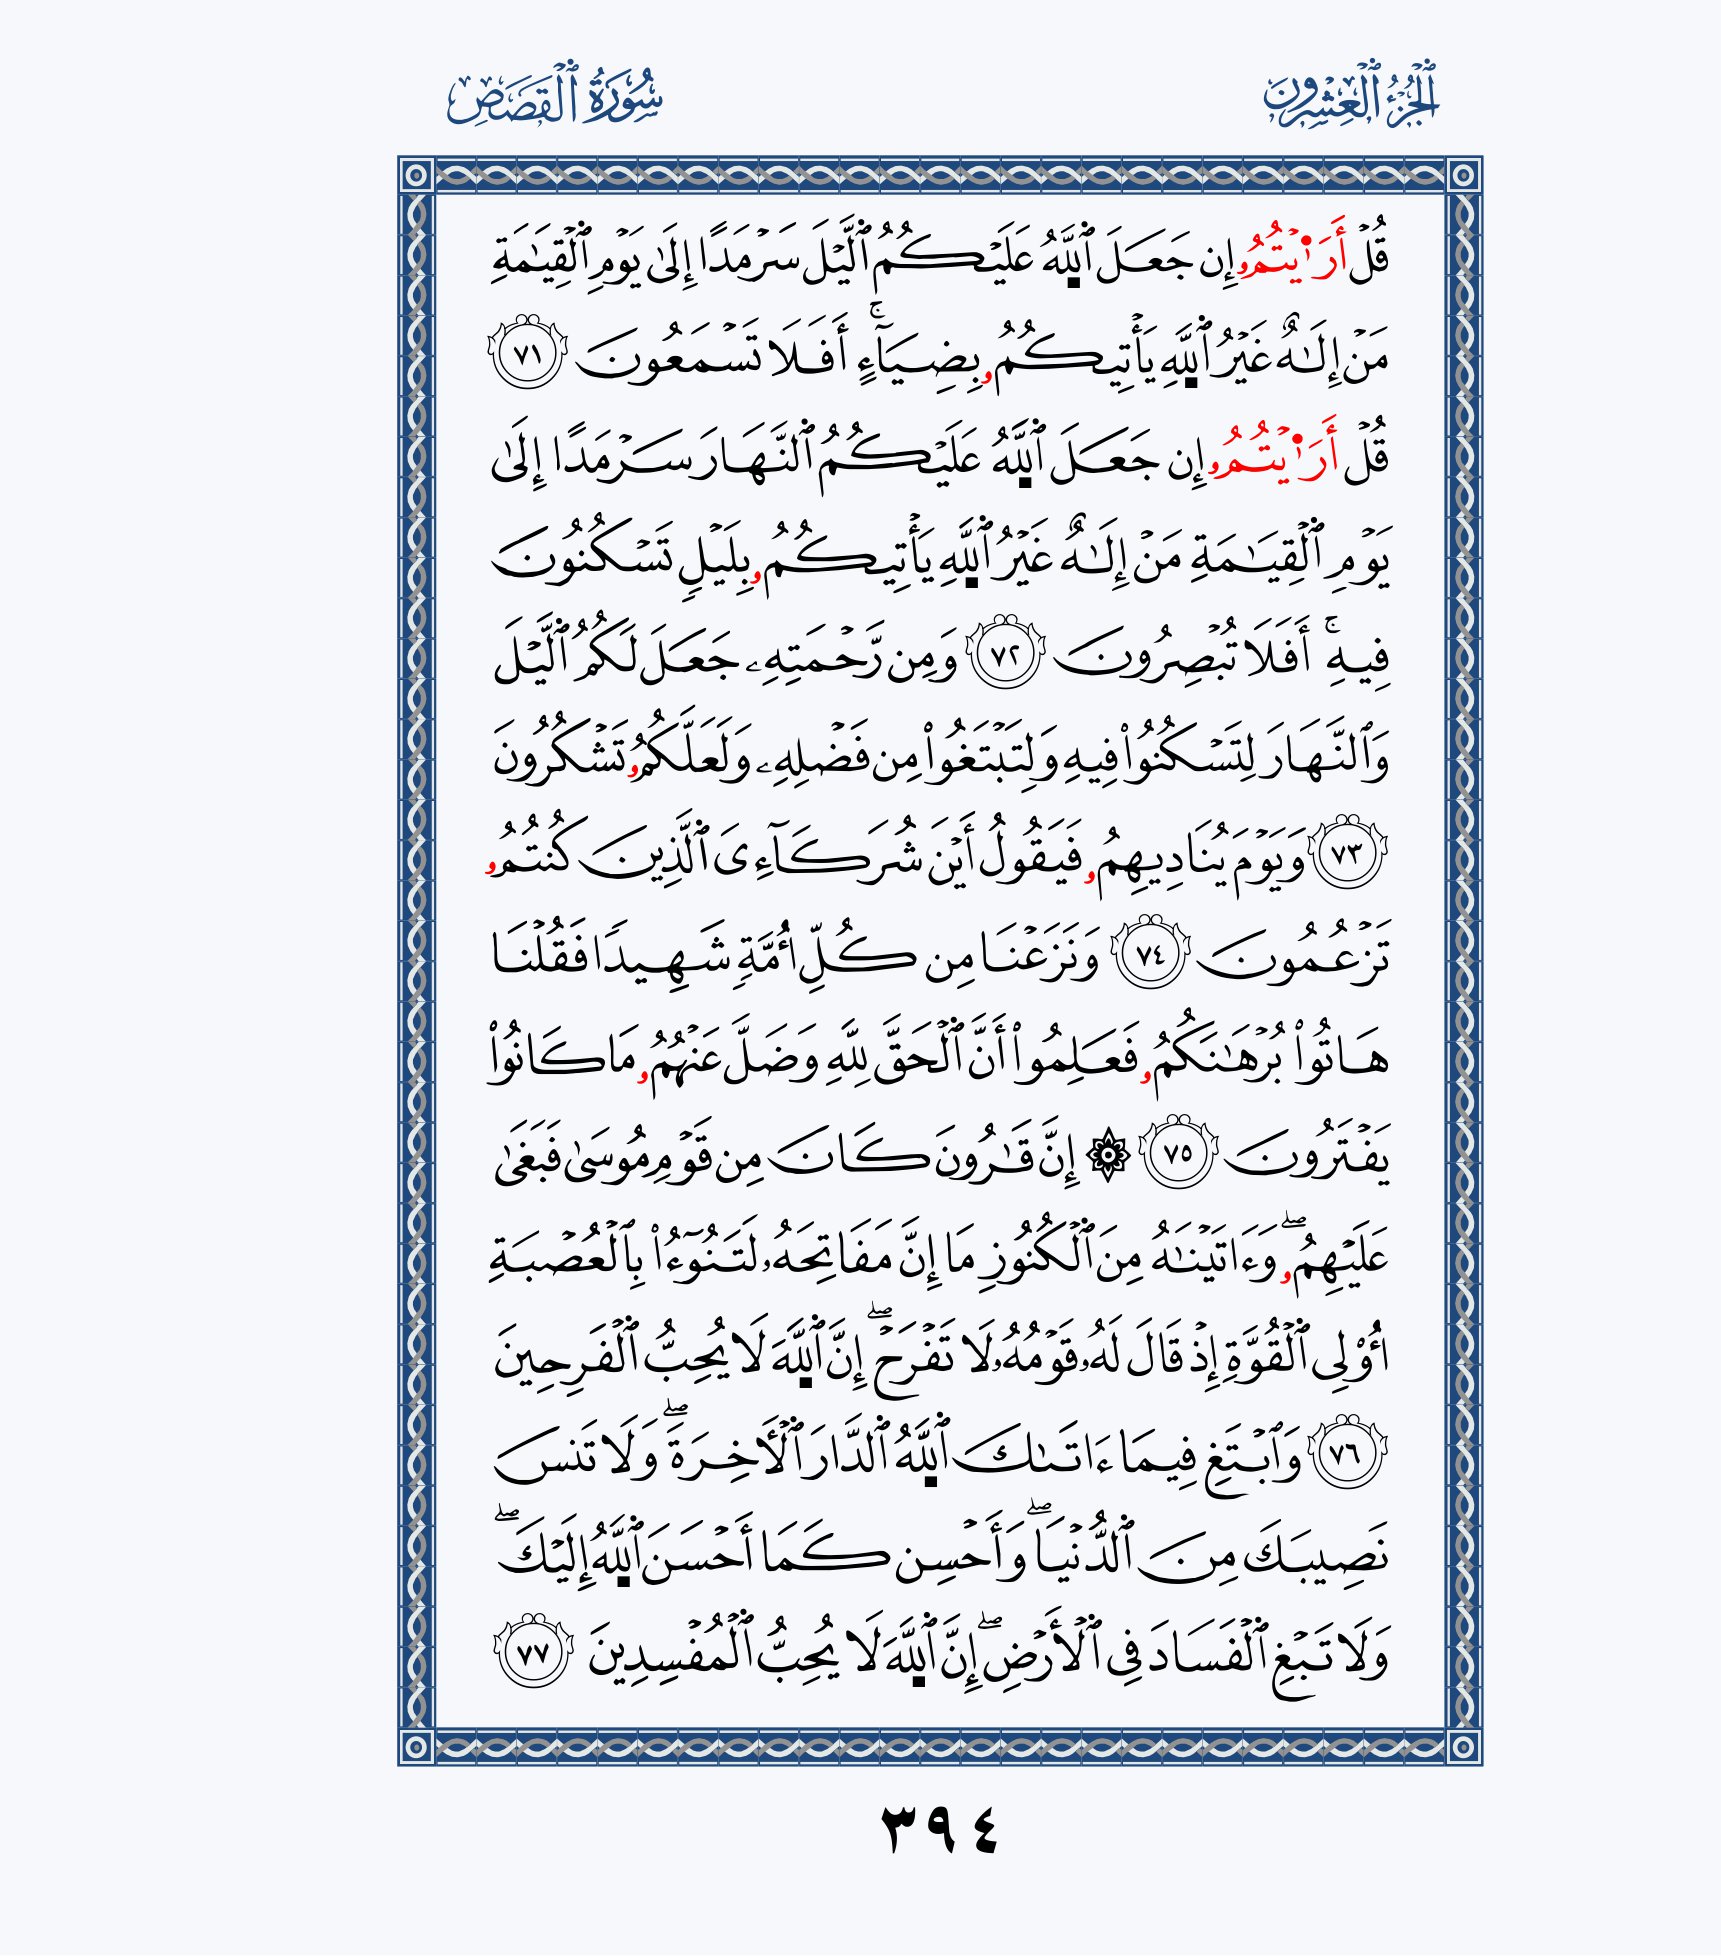 ٱلْجُزْءُ ٱلْعِشْرُونَ
سُورَةُ ٱلْقَصَصِ
قُلْ أَرَٰيْتُمُۥ إِن جَعَلَ ٱللَّهُ عَلَيْكُمُ ٱلَّيْلَ سَرْمَدًا إِلَىٰ يَوْمِ ٱلْقِيَٰمَةِ
مَنْ إِلَٰهٌ غَيْرُ ٱللَّهِ يَأْتِيكُمُۥ بِضِيَآءٍ ۚ أَفَلَا تَسْمَعُونَ ٧١
قُلْ أَرَٰيْتُمُۥ إِن جَعَلَ ٱللَّهُ عَلَيْكُمُ ٱلنَّهَارَ سَرْمَدًا إِلَىٰ
يَوْمِ ٱلْقِيَٰمَةِ مَنْ إِلَٰهٌ غَيْرُ ٱللَّهِ يَأْتِيكُمُۥ بِلَيْلٍ تَسْكُنُونَ
فِيهِ ۚ أَفَلَا تُبْصِرُونَ ٧٢ وَمِن رَّحْمَتِهِۦ جَعَلَ لَكُمُ ٱلَّيْلَ
وَٱلنَّهَارَ لِتَسْكُنُوا۟ فِيهِ وَلِتَبْتَغُوا۟ مِن فَضْلِهِۦ وَلَعَلَّكُمُۥ تَشْكُرُونَ
٧٣ وَيَوْمَ يُنَادِيهِمُۥ فَيَقُولُ أَيْنَ شُرَكَآءِىَ ٱلَّذِينَ كُنتُمُۥ
تَزْعُمُونَ ٧٤ وَنَزَعْنَا مِن كُلِّ أُمَّةٍ شَهِيدًا فَقُلْنَا
هَاتُوا۟ بُرْهَٰنَكُمُۥ فَعَلِمُوا۟ أَنَّ ٱلْحَقَّ لِلَّهِ وَضَلَّ عَنْهُمُۥ مَا كَانُوا۟
يَفْتَرُونَ ٧٥ ۞ إِنَّ قَٰرُونَ كَانَ مِن قَوْمِ مُوسَىٰ فَبَغَىٰ
عَلَيْهِمُۥ ۖ وَءَاتَيْنَٰهُ مِنَ ٱلْكُنُوزِ مَا إِنَّ مَفَاتِحَهُۥ لَتَنُوٓءُا۟ بِٱلْعُصْبَةِ
أُو۟لِى ٱلْقُوَّةِ إِذْ قَالَ لَهُۥ قَوْمُهُۥ لَا تَفْرَحْ ۖ إِنَّ ٱللَّهَ لَا يُحِبُّ ٱلْفَرِحِينَ
٧٦ وَٱبْتَغِ فِيمَا ءَاتَىٰكَ ٱللَّهُ ٱلدَّارَ ٱلْأَخِرَةَ ۖ وَلَا تَنسَ
نَصِيبَكَ مِنَ ٱلدُّنْيَا ۖ وَأَحْسِن كَمَا أَحْسَنَ ٱللَّهُ إِلَيْكَ ۖ
وَلَا تَبْغِ ٱلْفَسَادَ فِى ٱلْأَرْضِ ۖ إِنَّ ٱللَّهَ لَا يُحِبُّ ٱلْمُفْسِدِينَ ٧٧
٣٩٤